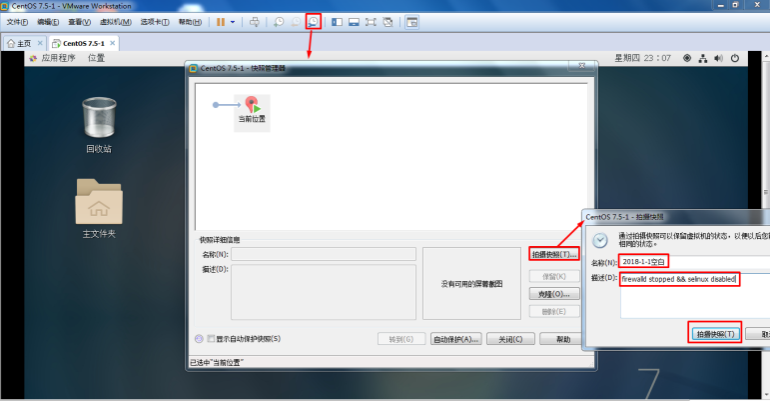 CentOS 7.5-1 - VMware Workstation
文件(F) 编辑(E) 查看(V) 虚拟机(M) 选项卡(T) 帮助(H)
主页 CentOS 7.5-1
应用程序 位置 星期四 23:07
回收站
主文件夹
CentOS 7.5-1 - 快照管理器
当前位置
快照详细信息
名称(N):
描述(D):
没有可用的屏幕截图
拍摄快照(T)...
保留(K)
克隆(O)...
删除(E)
显示自动保护快照(S)
转到(G) 自动保护(A)... 关闭(C) 帮助
已选中"当前位置"
CentOS 7.5-1 - 拍摄快照
通过拍摄快照可以保留虚拟机的状态，以便以后您
相同的状态。
名称(N): 2018-1-1空白
描述(D): firewalld stopped && selinux disabled
拍摄快照(T) 取
7